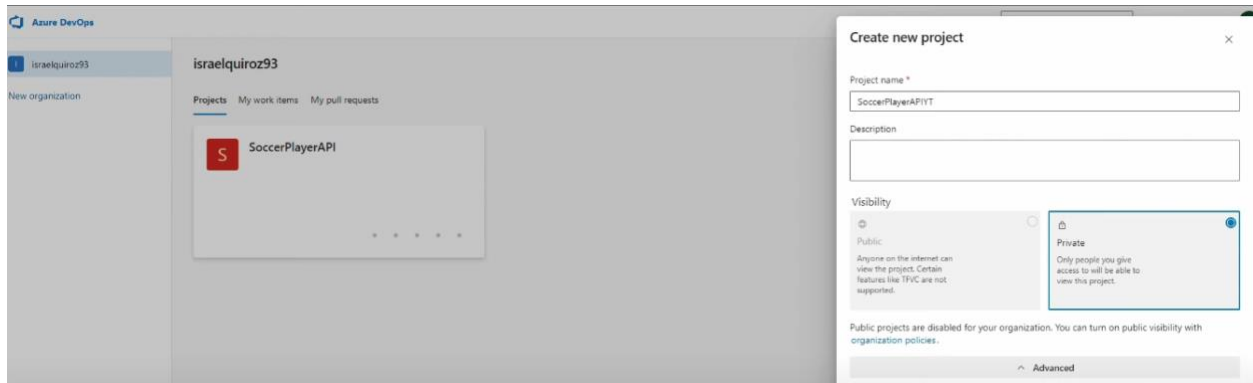 Azure DevOps
I israelquiroz93
New organization
israelquiroz93
Projects My work items My pull requests
S SoccerPlayerAPI
Create new project
Project name *
SoccerPlayerAPIYT
Description
Visibility
Public
Anyone on the internet can
view the project. Certain
features like TFVC are not
supported.
Private
Only people you give
access to will be able to
view this project.
Public projects are disabled for your organization. You can turn on public visibility with
organization policies.
Advanced